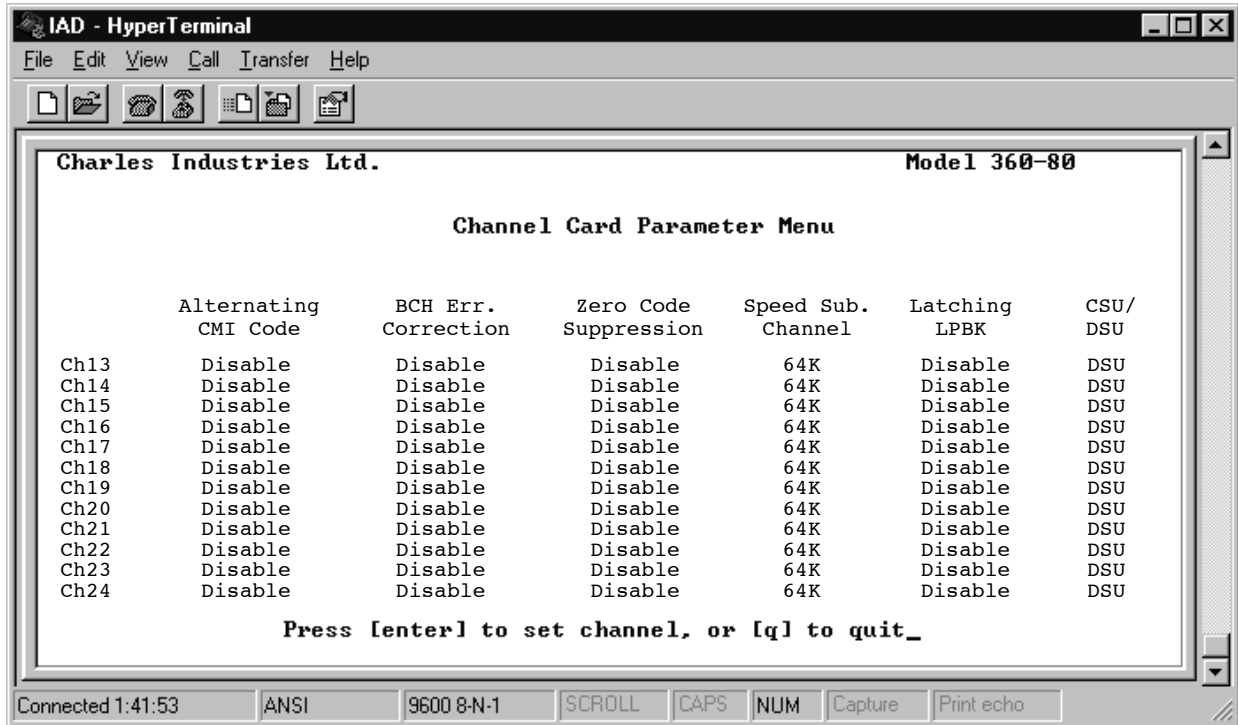 IAD - HyperTerminal
File Edit View Call Transfer Help
Charles Industries Ltd. Model 360-80
Channel Card Parameter Menu
Alternating BCH Err. Zero Code Speed Sub. Latching CSU/
CMI Code Correction Suppression Channel LPBK DSU
Ch13 Disable Disable Disable 64K Disable DSU
Ch14 Disable Disable Disable 64K Disable DSU
Ch15 Disable Disable Disable 64K Disable DSU
Ch16 Disable Disable Disable 64K Disable DSU
Ch17 Disable Disable Disable 64K Disable DSU
Ch18 Disable Disable Disable 64K Disable DSU
Ch19 Disable Disable Disable 64K Disable DSU
Ch20 Disable Disable Disable 64K Disable DSU
Ch21 Disable Disable Disable 64K Disable DSU
Ch22 Disable Disable Disable 64K Disable DSU
Ch23 Disable Disable Disable 64K Disable DSU
Ch24 Disable Disable Disable 64K Disable DSU
Press [enter] to set channel, or [q] to quit_
Connected 1:41:53 ANSI 9600 8-N-1 SCROLL CAPS NUM Capture Print echo